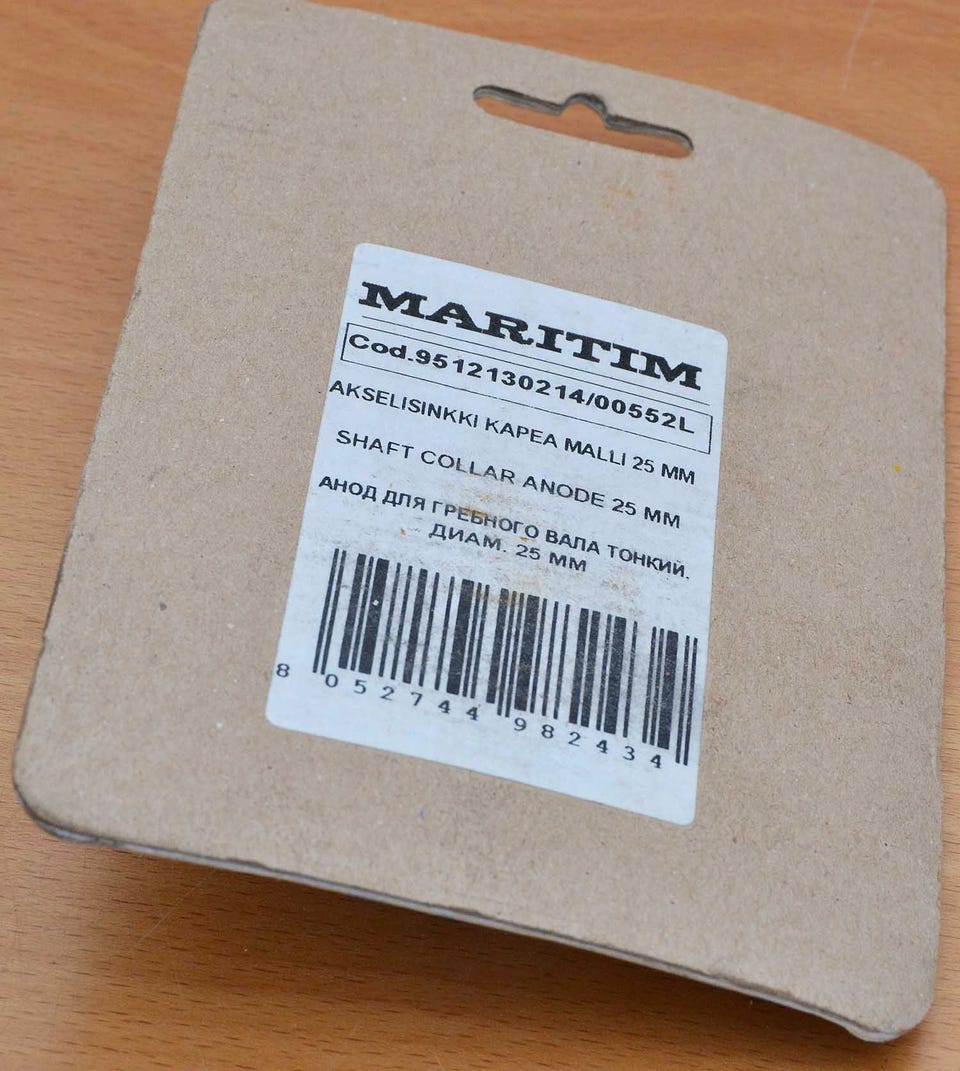 MARITIM
Cod.9512130214/00552L
AKSELISINKKI KAPEA MALLI 25 MM
SHAFT COLLAR ANODE 25 MM
АНОД ДЛЯ ГРЕБНОГО ВАЛА ТОНКИЙ.
ДИАМ. 25 ММ
8 052744 982434